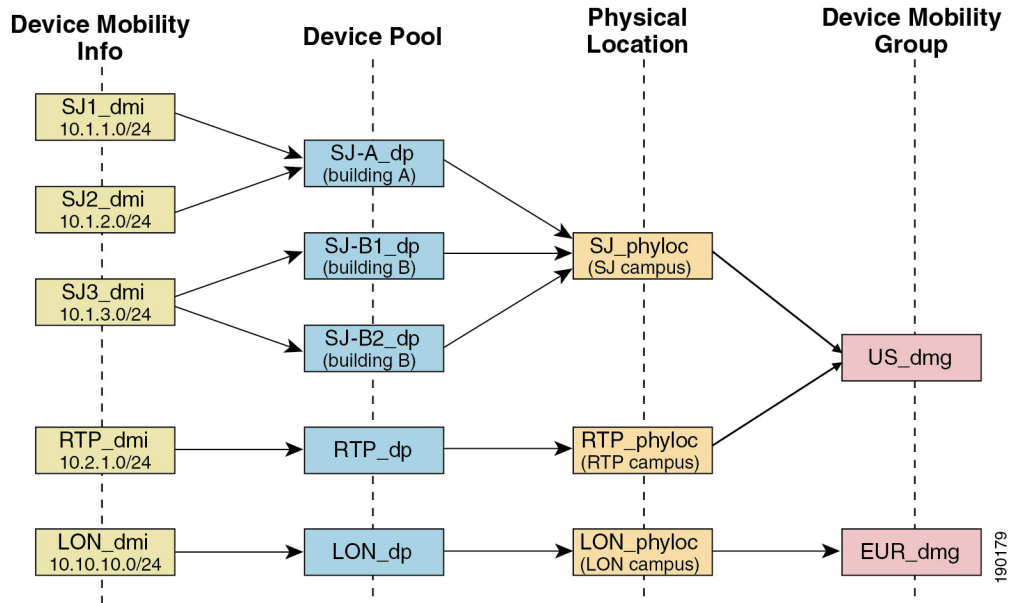 Device Mobility
Info
Device Pool
Physical
Location
Device Mobility
Group
SJ1_dmi
10.1.1.0/24
SJ2_dmi
10.1.2.0/24
SJ3_dmi
10.1.3.0/24
RTP_dmi
10.2.1.0/24
LON_dmi
10.10.10.0/24
SJ-A_dp
(building A)
SJ-B1_dp
(building B)
SJ-B2_dp
(building B)
RTP_dp
LON_dp
SJ_phyloc
(SJ campus)
RTP_phyloc
(RTP campus)
LON_phyloc
(LON campus)
US_dmg
EUR_dmg
190179